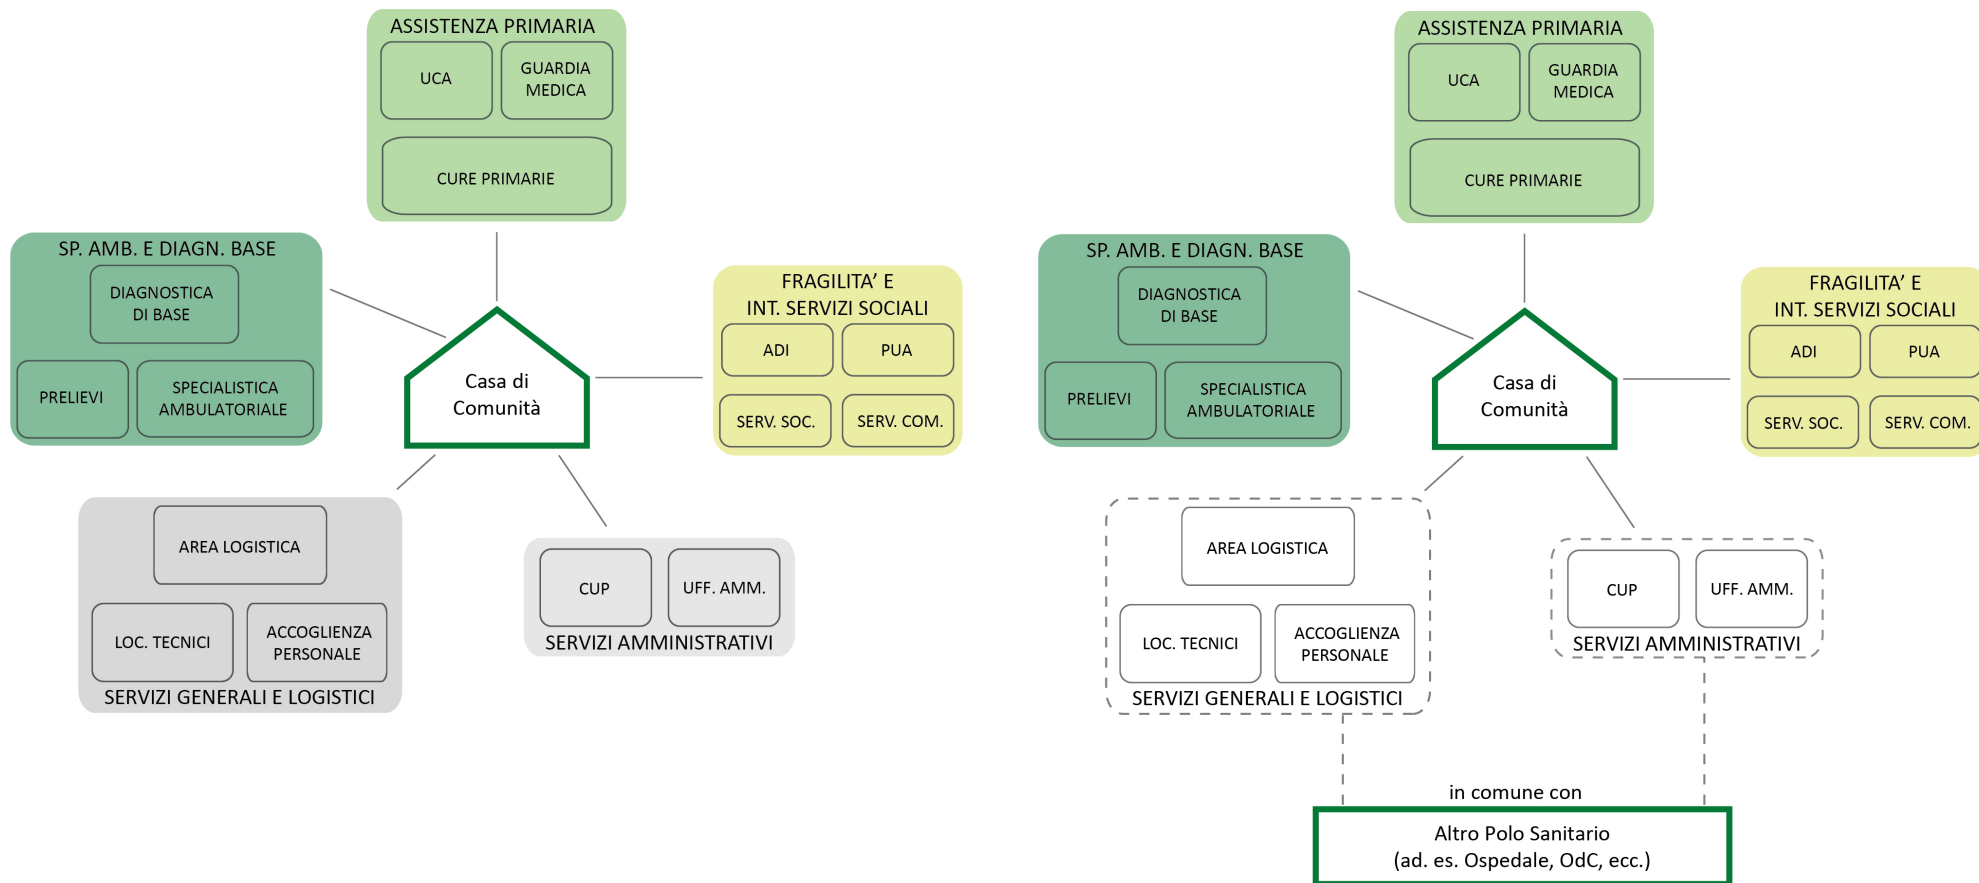 ASSISTENZA PRIMARIA
UCA
GUARDIA
MEDICA
CURE PRIMARIE
SP. AMB. E DIAGN. BASE
DIAGNOSTICA
DI BASE
PRELIEVI
SPECIALISTICA
AMBULATORIALE
FRAGILITA’ E
INT. SERVIZI SOCIALI
ADI
PUA
SERV. SOC.
SERV. COM.
Casa di
Comunità
AREA LOGISTICA
LOC. TECNICI
ACCOGLIENZA
PERSONALE
SERVIZI GENERALI E LOGISTICI
CUP
UFF. AMM.
SERVIZI AMMINISTRATIVI
ASSISTENZA PRIMARIA
UCA
GUARDIA
MEDICA
CURE PRIMARIE
SP. AMB. E DIAGN. BASE
DIAGNOSTICA
DI BASE
PRELIEVI
SPECIALISTICA
AMBULATORIALE
FRAGILITA’ E
INT. SERVIZI SOCIALI
ADI
PUA
SERV. SOC.
SERV. COM.
Casa di
Comunità
AREA LOGISTICA
LOC. TECNICI
ACCOGLIENZA
PERSONALE
SERVIZI GENERALI E LOGISTICI
CUP
UFF. AMM.
SERVIZI AMMINISTRATIVI
in comune con
Altro Polo Sanitario
(ad. es. Ospedale, OdC, ecc.)